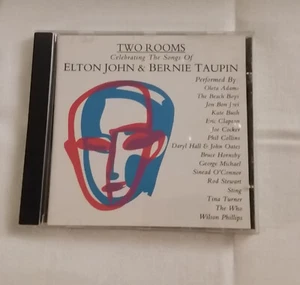 TWO ROOMS
Celebrating The Songs Of
ELTON JOHN & BERNIE TAUPIN
Performed By:
Oleta Adams
The Beach Boys
Jon Bon Jovi
Kate Bush
Eric Clapton
Joe Cocker
Phil Collins
Daryl Hall & John Oates
Bruce Hornsby
George Michael
Sinead O'Connor
Rod Stewart
Sting
Tina Turner
The Who
Wilson Phillips